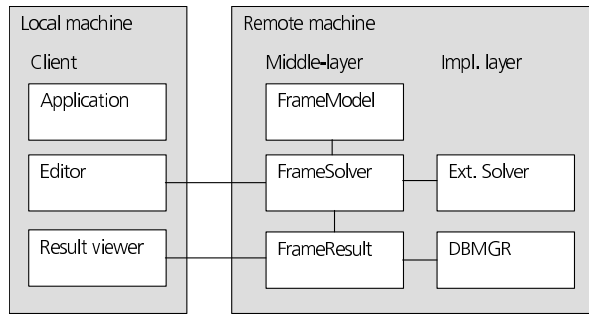 Local machine
Remote machine
Client
Middle-layer
Impl. layer
Application
FrameModel
Editor
FrameSolver
Ext. Solver
Result viewer
FrameResult
DBMGR